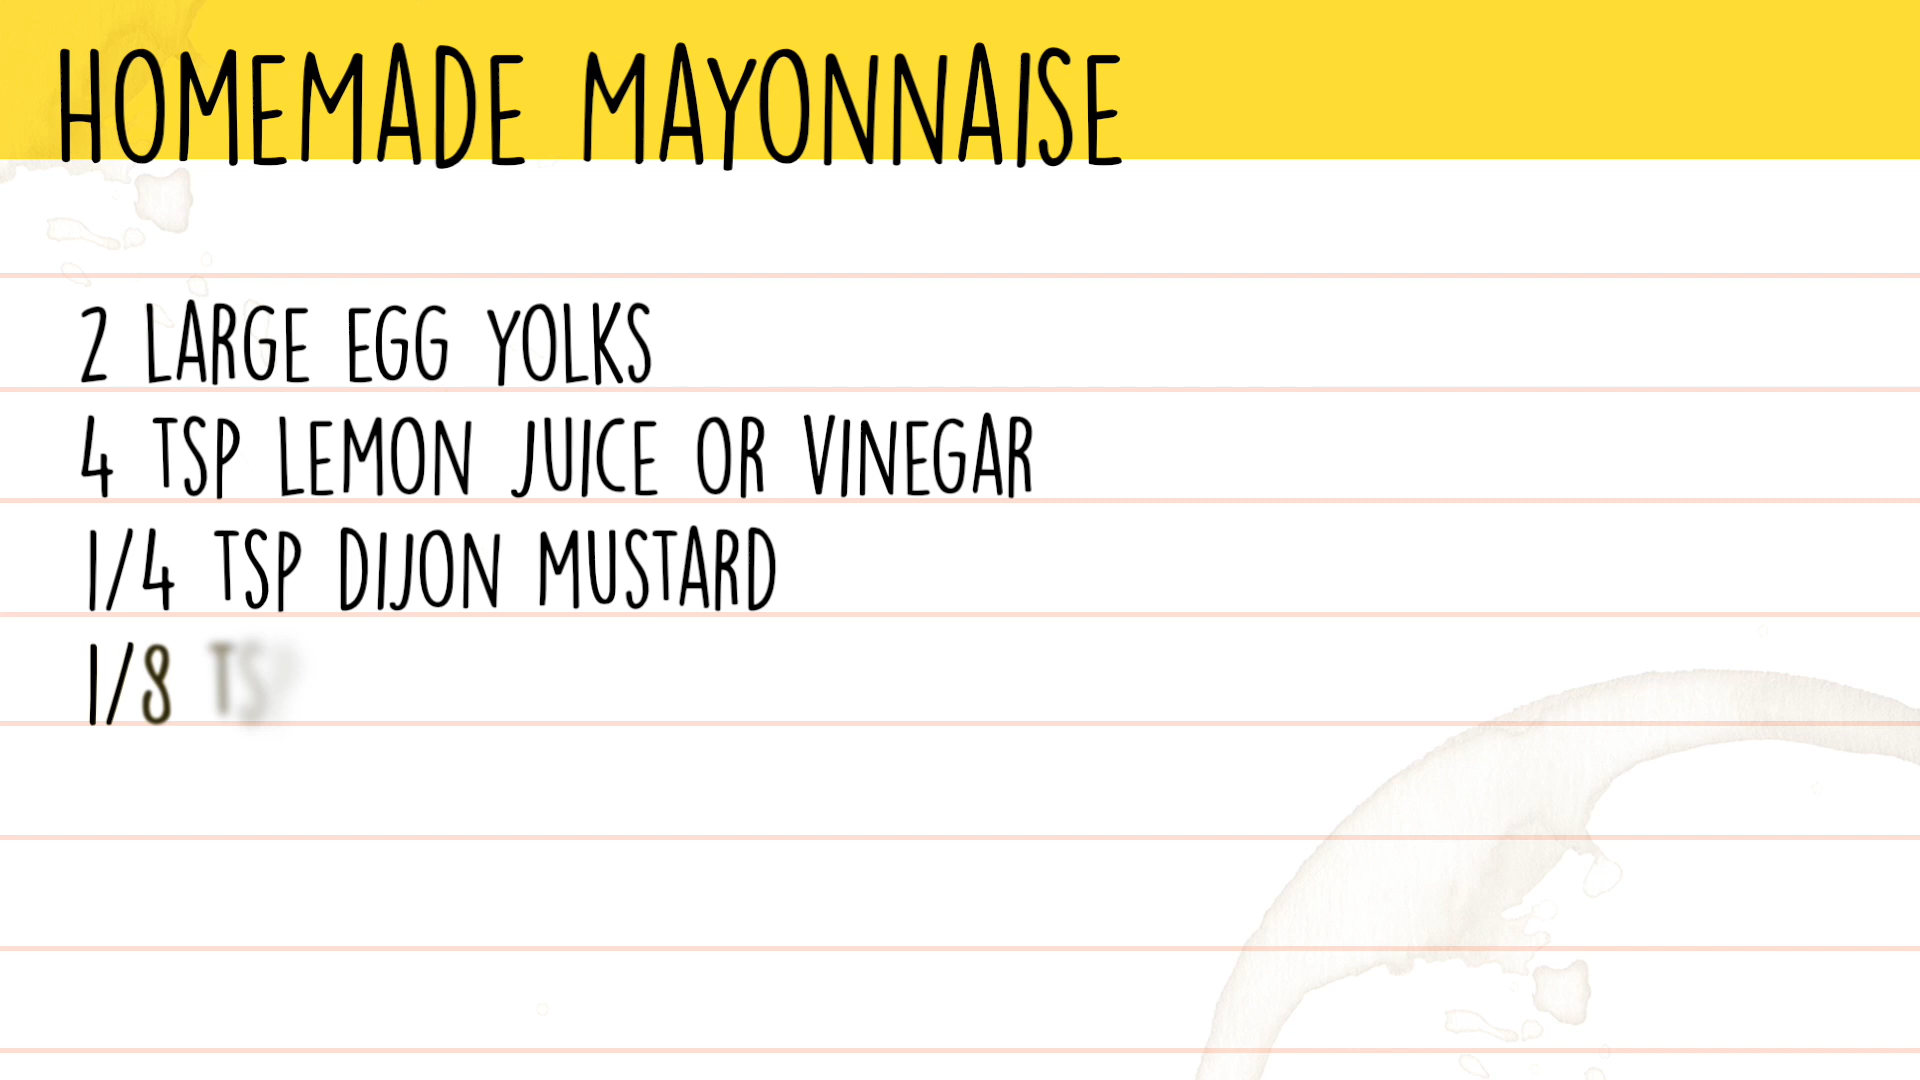 HOMEMADE MAYONNAISE
2 LARGE EGG YOLKS
4 TSP LEMON JUICE OR VINEGAR
1/4 TSP DIJON MUSTARD
1/8 TSP